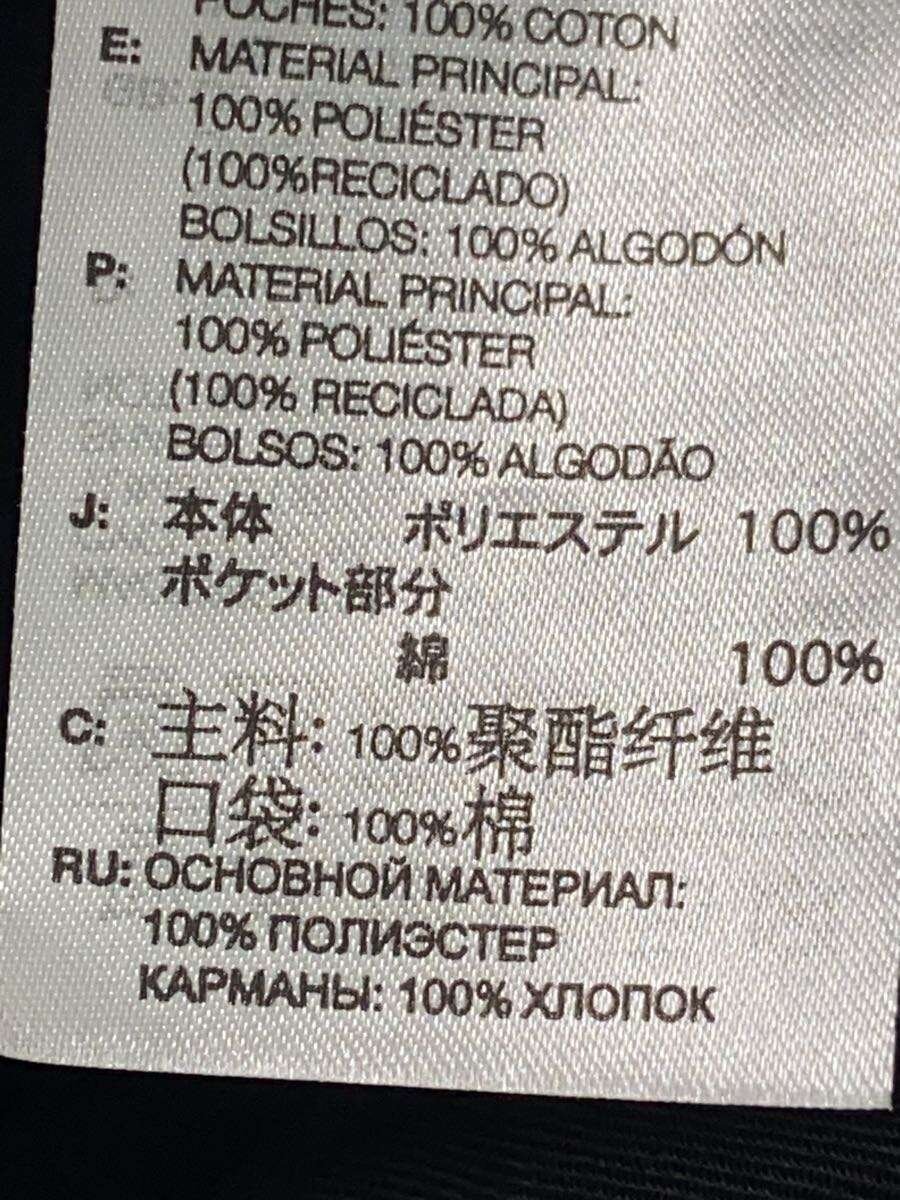 POCHES: 100% COTON
E: MATERIAL PRINCIPAL:
100% POLIÉSTER
(100%RECICLADO)
BOLSILLOS: 100% ALGODÓN
P: MATERIAL PRINCIPAL:
100% POLIÉSTER
(100% RECICLADA)
BOLSOS: 100% ALGODÃO
J: 本体 ポリエステル 100%
ポケット部分
綿 100%
C: 主料: 100%聚酯纤维
口袋: 100%棉
RU: ОСНОВНОЙ МАТЕРИАЛ:
100% ПОЛИЭСТЕР
КАРМАНЫ: 100% ХЛОПОК